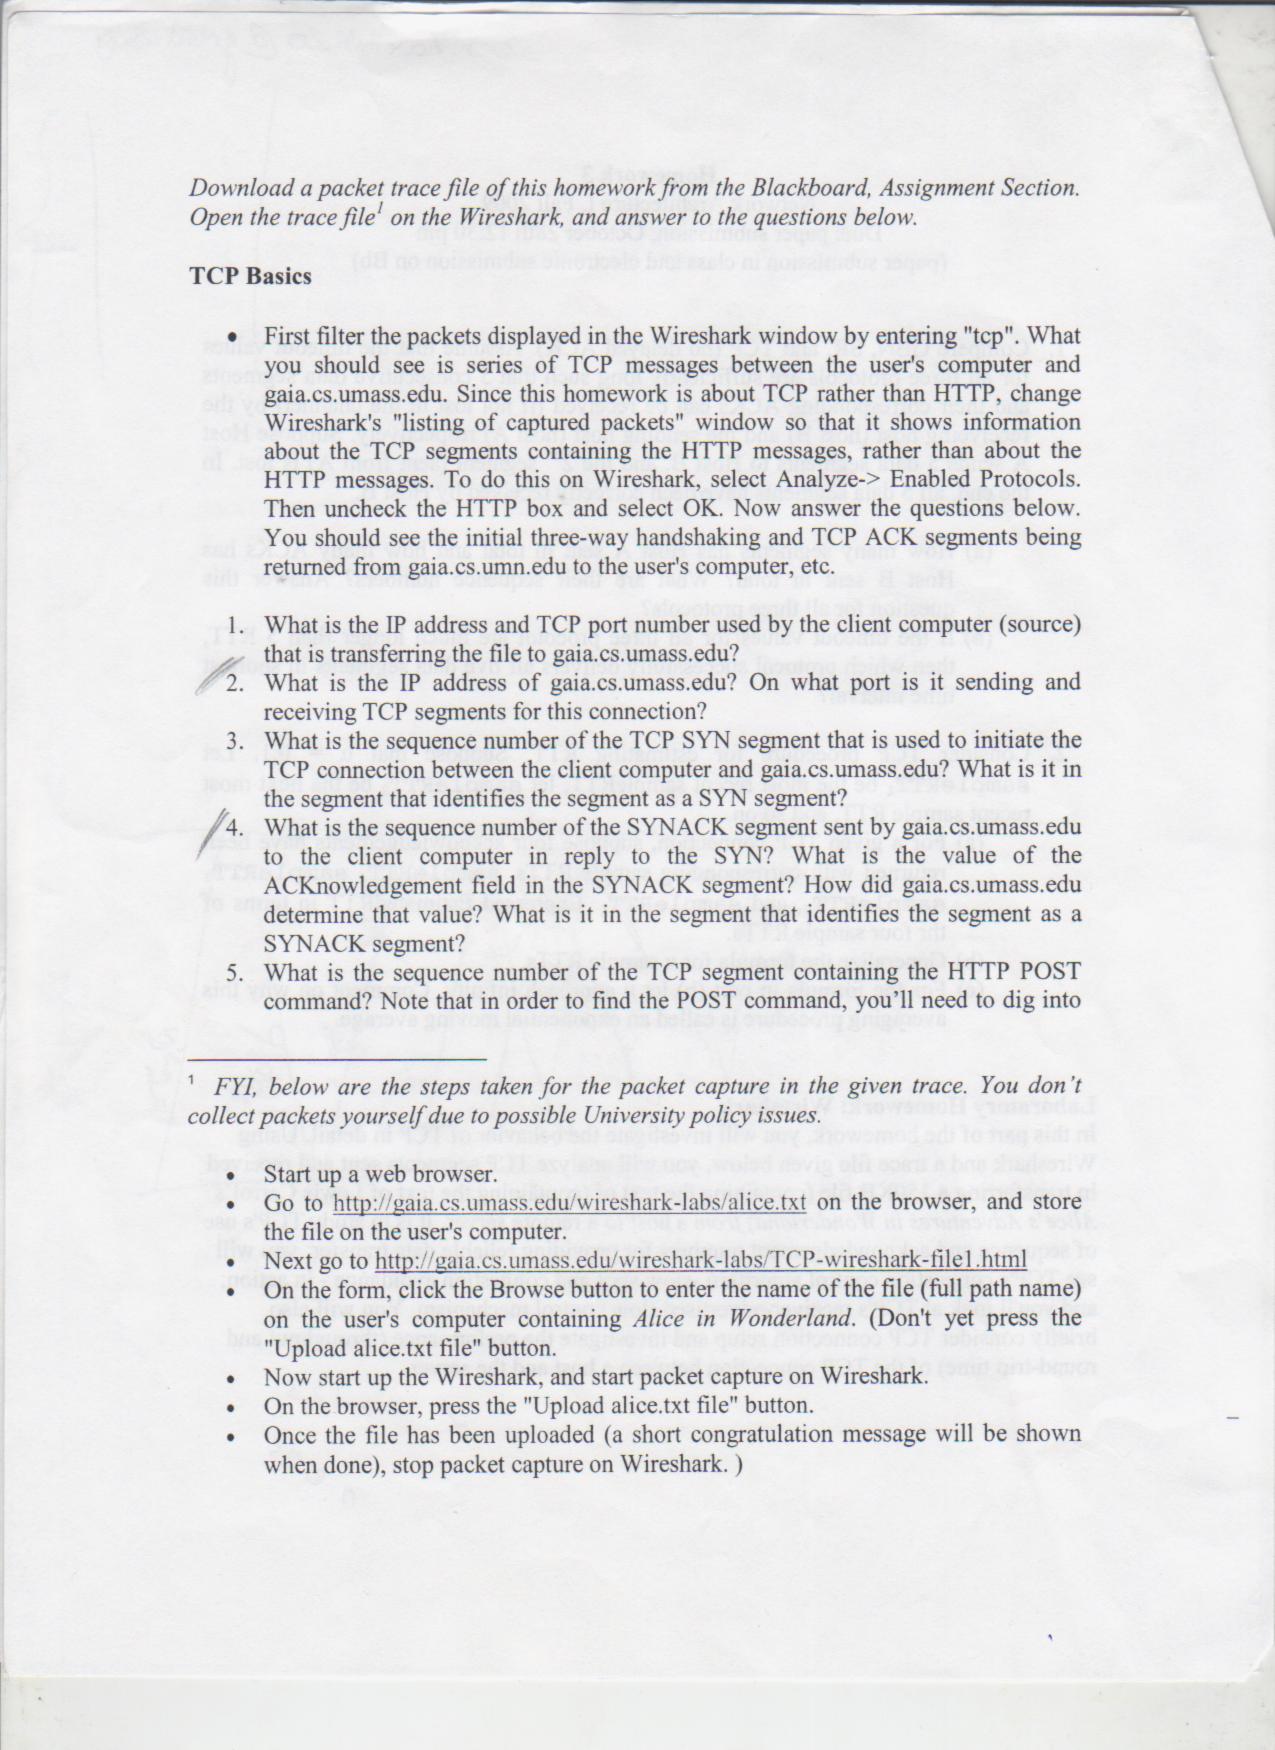 Download a packet trace file of this homework from the Blackboard, Assignment Section.
Open the trace file¹ on the Wireshark, and answer to the questions below.
TCP Basics
• First filter the packets displayed in the Wireshark window by entering "tcp". What
you should see is series of TCP messages between the user's computer and
gaia.cs.umass.edu. Since this homework is about TCP rather than HTTP, change
Wireshark's "listing of captured packets" window so that it shows information
about the TCP segments containing the HTTP messages, rather than about the
HTTP messages. To do this on Wireshark, select Analyze-> Enabled Protocols.
Then uncheck the HTTP box and select OK. Now answer the questions below.
You should see the initial three-way handshaking and TCP ACK segments being
returned from gaia.cs.umn.edu to the user's computer, etc.
1. What is the IP address and TCP port number used by the client computer (source)
that is transferring the file to gaia.cs.umass.edu?
2. What is the IP address of gaia.cs.umass.edu? On what port is it sending and
receiving TCP segments for this connection?
3. What is the sequence number of the TCP SYN segment that is used to initiate the
TCP connection between the client computer and gaia.cs.umass.edu? What is it in
the segment that identifies the segment as a SYN segment?
4. What is the sequence number of the SYNACK segment sent by gaia.cs.umass.edu
to the client computer in reply to the SYN? What is the value of the
ACKnowledgement field in the SYNACK segment? How did gaia.cs.umass.edu
determine that value? What is it in the segment that identifies the segment as a
SYNACK segment?
5. What is the sequence number of the TCP segment containing the HTTP POST
command? Note that in order to find the POST command, you'll need to dig into
¹ FYI, below are the steps taken for the packet capture in the given trace. You don't
collect packets yourself due to possible University policy issues.
• Start up a web browser.
• Go to http://gaia.cs.umass.edu/wireshark-labs/alice.txt on the browser, and store
the file on the user's computer.
• Next go to http://gaia.cs.umass.edu/wireshark-labs/TCP-wireshark-file1.html
• On the form, click the Browse button to enter the name of the file (full path name)
on the user's computer containing Alice in Wonderland. (Don't yet press the
"Upload alice.txt file" button.
• Now start up the Wireshark, and start packet capture on Wireshark.
• On the browser, press the "Upload alice.txt file" button.
• Once the file has been uploaded (a short congratulation message will be shown
when done), stop packet capture on Wireshark. )